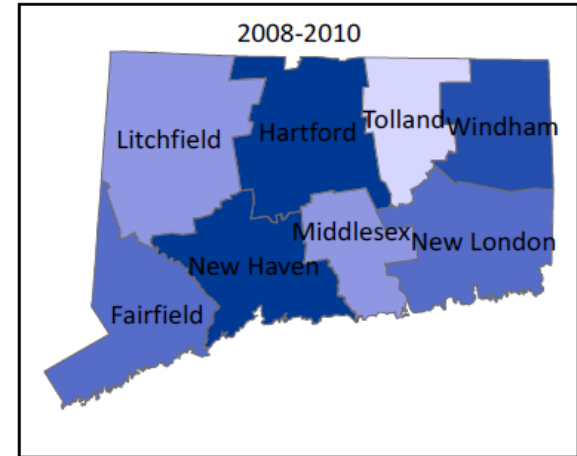 2008-2010
Litchfield
Hartford
Tolland
Windham
Middlesex
New London
New Haven
Fairfield